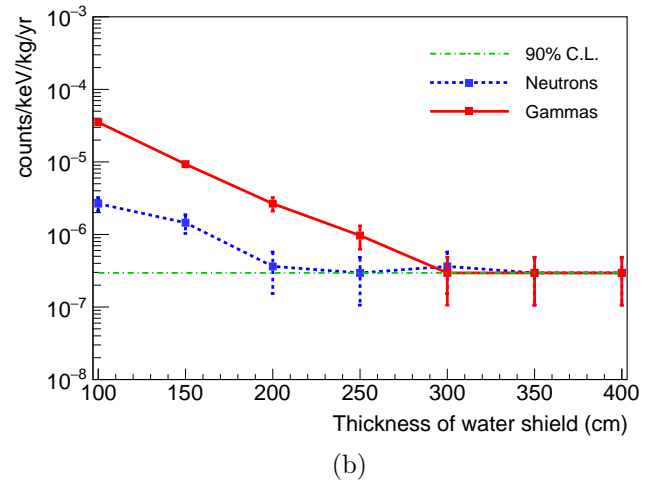 10⁻³
10⁻⁴
10⁻⁵
10⁻⁶
10⁻⁷
10⁻⁸
counts/keV/kg/yr
90% C.L.
Neutrons
Gammas
100 150 200 250 300 350 400
Thickness of water shield (cm)
(b)